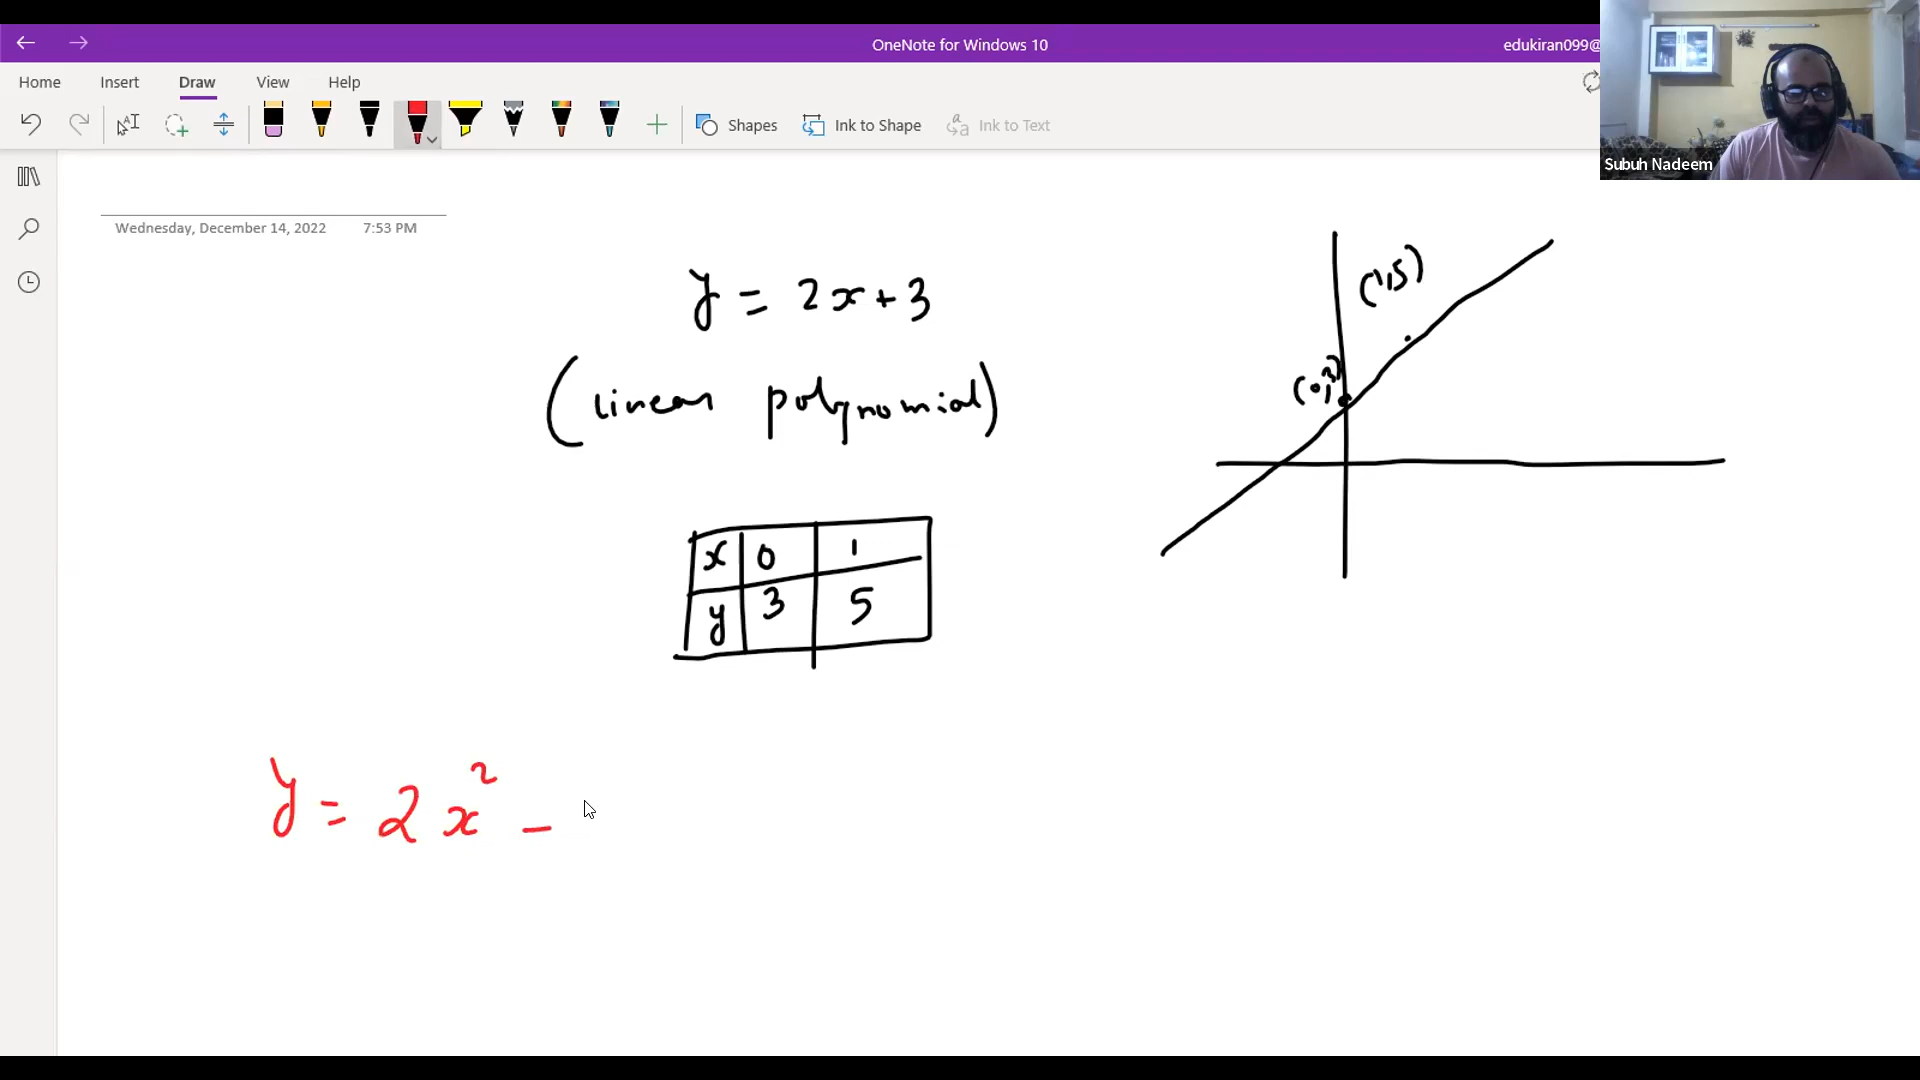 OneNote for Windows 10
edukiran099@
Home Insert Draw View Help
Shapes Ink to Shape Ink to Text
Subuh Nadeem
Wednesday, December 14, 2022 7:53 PM
y = 2x+3
(linear polynomial)
(1,5)
(0,3)
x 0 1
y 3 5
y = 2x² –